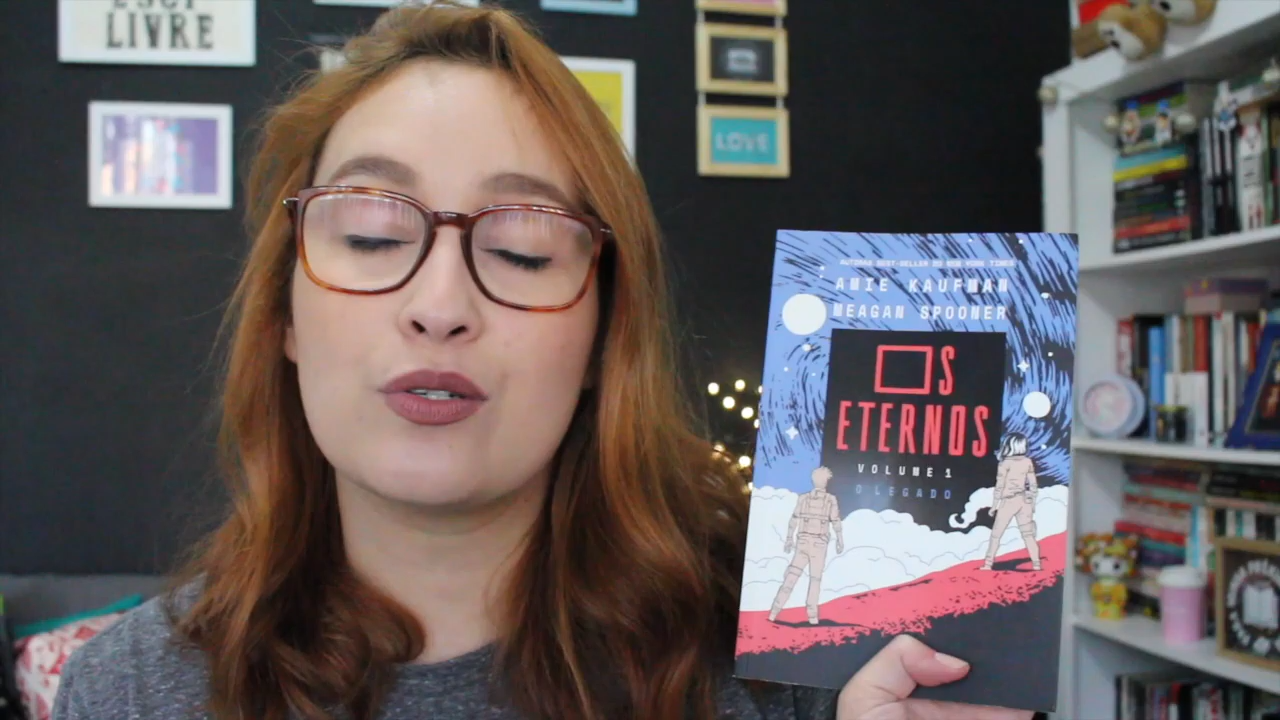 LIVRE
LOVE
AUTORAS BEST-SELLER DO NEW YORK TIMES
AMIE KAUFMAN
MEAGAN SPOONER
OS
ETERNOS
VOLUME 1
O LEGADO